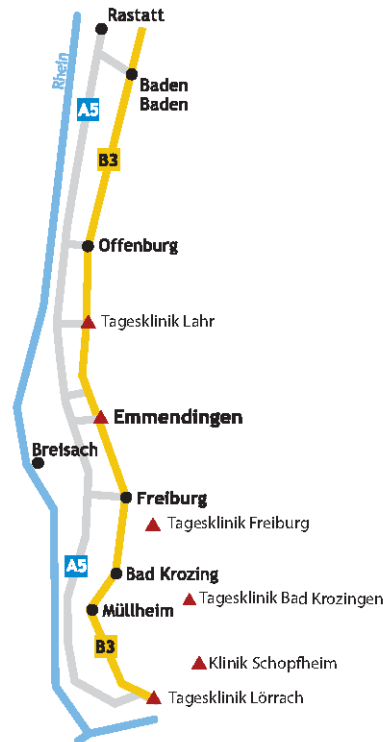 Rastatt
Rhein
Baden
Baden
A5
B3
Offenburg
Tagesklinik Lahr
Emmendingen
Breisach
Freiburg
Tagesklinik Freiburg
A5
Bad Krozing
Tagesklinik Bad Krozingen
Müllheim
B3
Klinik Schopfheim
Tagesklinik Lörrach